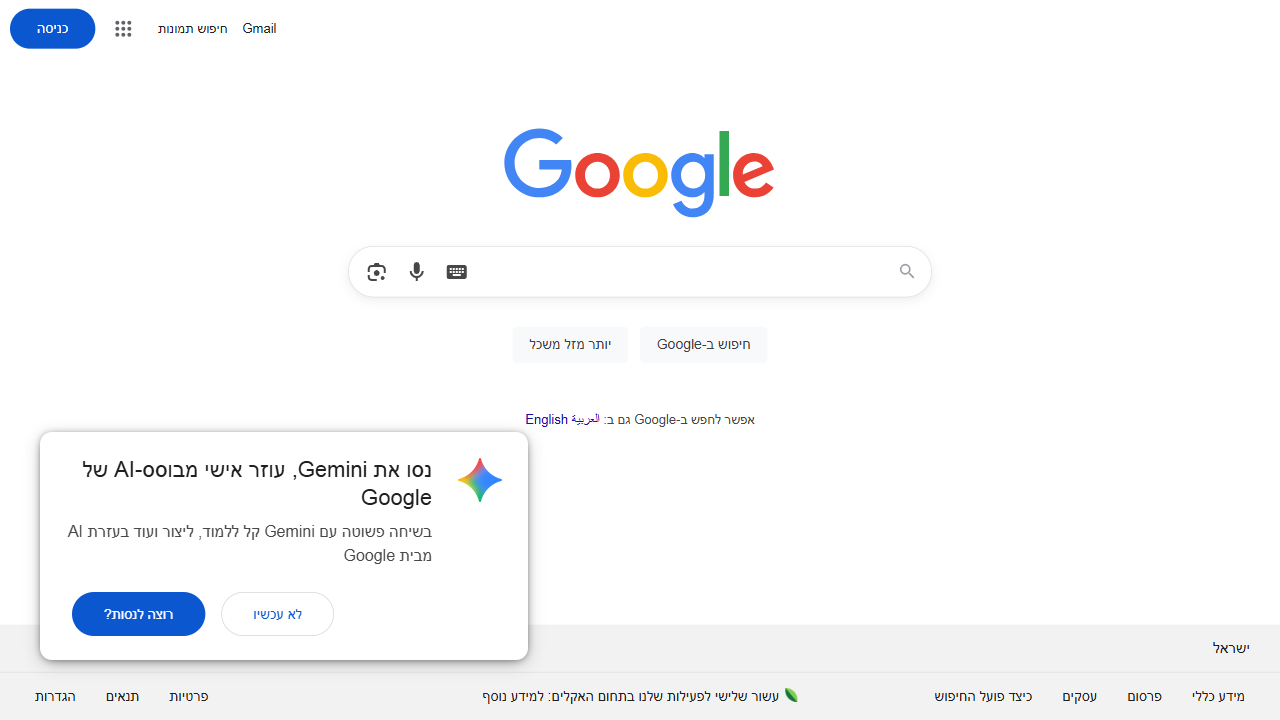 Gmail
חיפוש תמונות
כניסה
Google
חיפוש ב-Google
יותר מזל משכל
אפשר לחפש ב-Google גם ב: العربية English
נסו את Gemini, עוזר אישי מבוסס-AI של
Google
בשיחה פשוטה עם Gemini קל ללמוד, ליצור ועוד בעזרת AI
מבית Google
לא עכשיו
רוצה לנסות?
ישראל
מידע כללי
פרסום
עסקים
כיצד פועל החיפוש
עשור שלישי לפעילות שלנו בתחום האקלים: למידע נוסף
פרטיות
תנאים
הגדרות